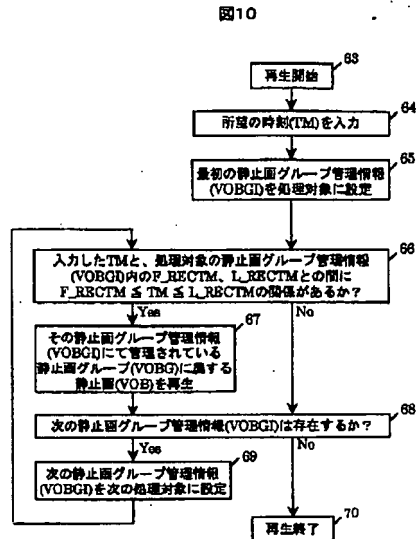 図10
63
再生開始
64
所望の時刻(TM)を入力
65
最初の静止画グループ管理情報
(VOBGI)を処理対象に設定
66
入力したTMと、処理対象の静止画グループ管理情報
(VOBGI)内のF_RECTM、L_RECTMとの間に
F_RECTM ≦ TM ≦ L_RECTMの関係があるか?
Yes
No
67
その静止画グループ管理情報
(VOBGI)にて管理されている
静止画グループ(VOBG)に属する
静止画(VOB)を再生
68
次の静止画グループ管理情報(VOBGI)は存在するか?
Yes
No
69
次の静止画グループ管理情報
(VOBGI)を次の処理対象に設定
70
再生終了